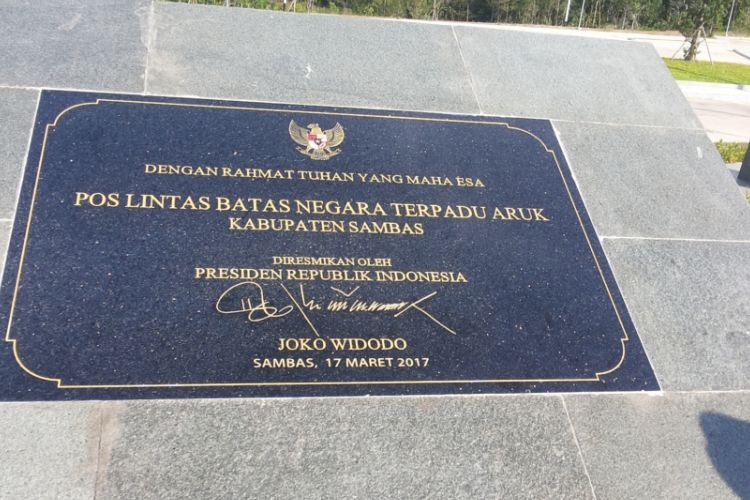 DENGAN RAHMAT TUHAN YANG MAHA ESA
POS LINTAS BATAS NEGARA TERPADU ARUK
KABUPATEN SAMBAS
DIRESMIKAN OLEH
PRESIDEN REPUBLIK INDONESIA
JOKO WIDODO
SAMBAS, 17 MARET 2017